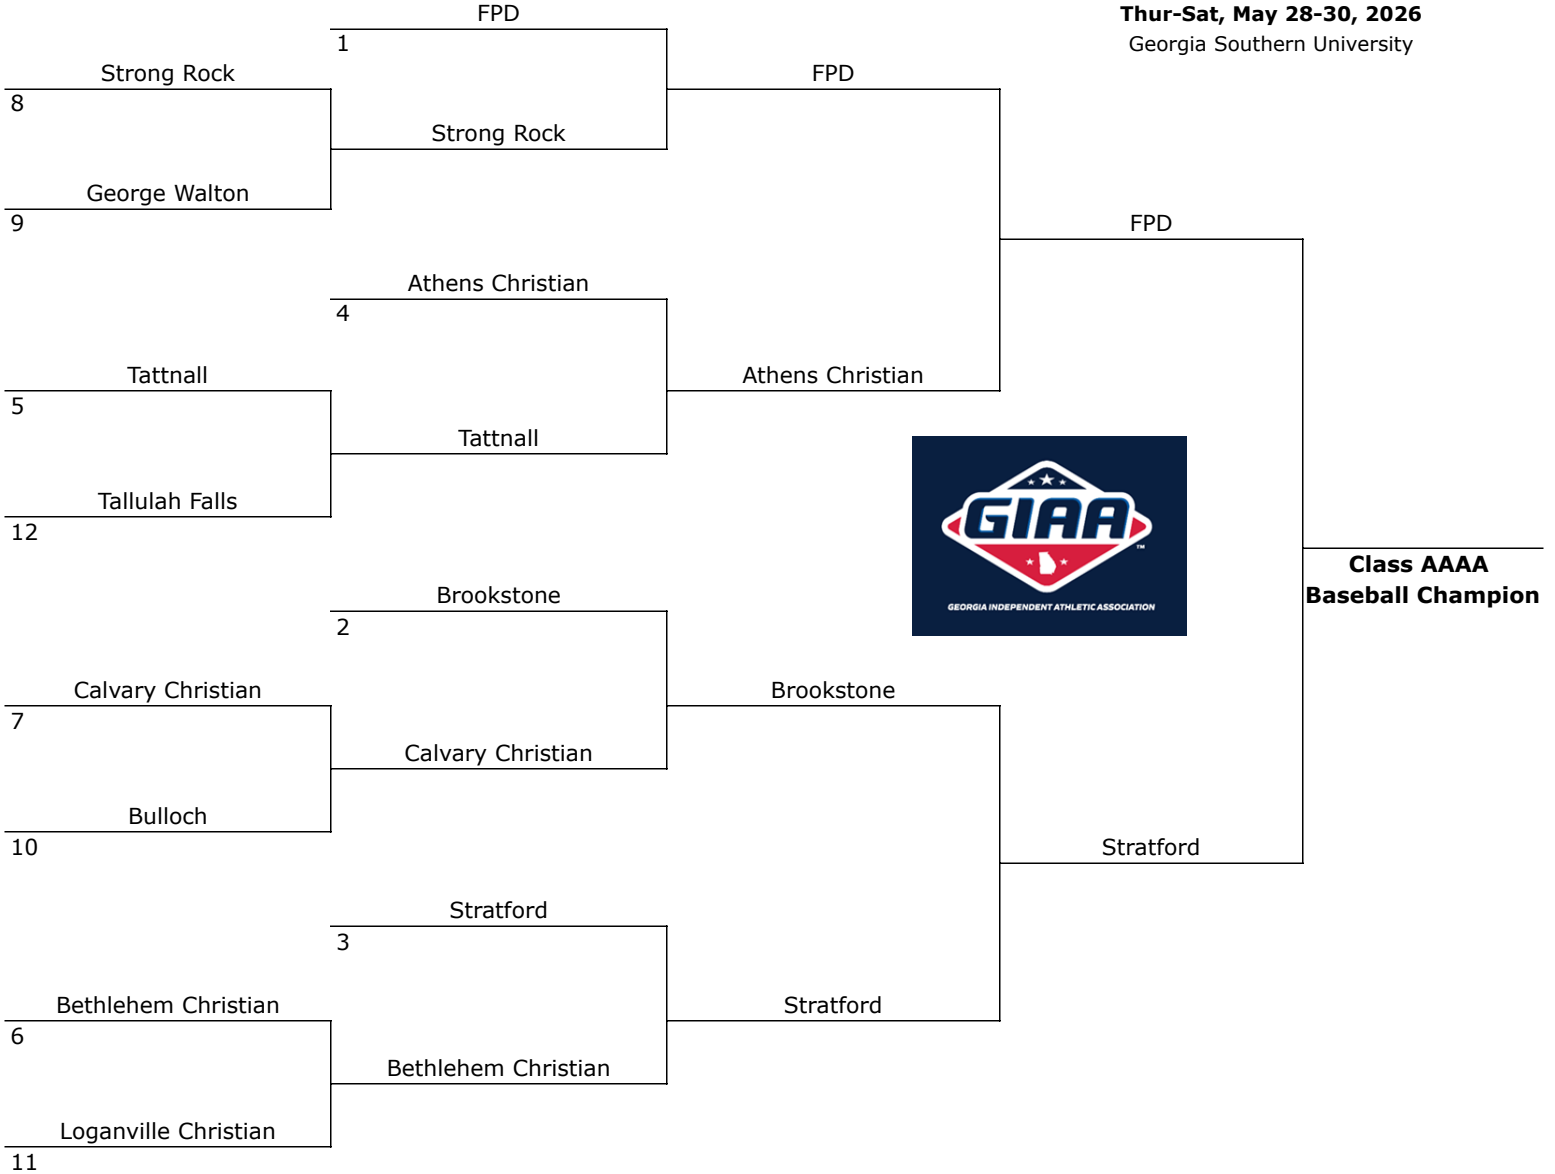 FPD
Thur-Sat, May 28-30, 2026
1
Georgia Southern University
Strong Rock
FPD
8
Strong Rock
George Walton
9
FPD
Athens Christian
4
Tattnall
Athens Christian
5
Tattnall
Tallulah Falls
12
GIAA
TM
GEORGIA INDEPENDENT ATHLETIC ASSOCIATION
Class AAAA
Baseball Champion
Brookstone
2
Calvary Christian
Brookstone
7
Calvary Christian
Bulloch
10
Stratford
Stratford
3
Bethlehem Christian
Stratford
6
Bethlehem Christian
Loganville Christian
11